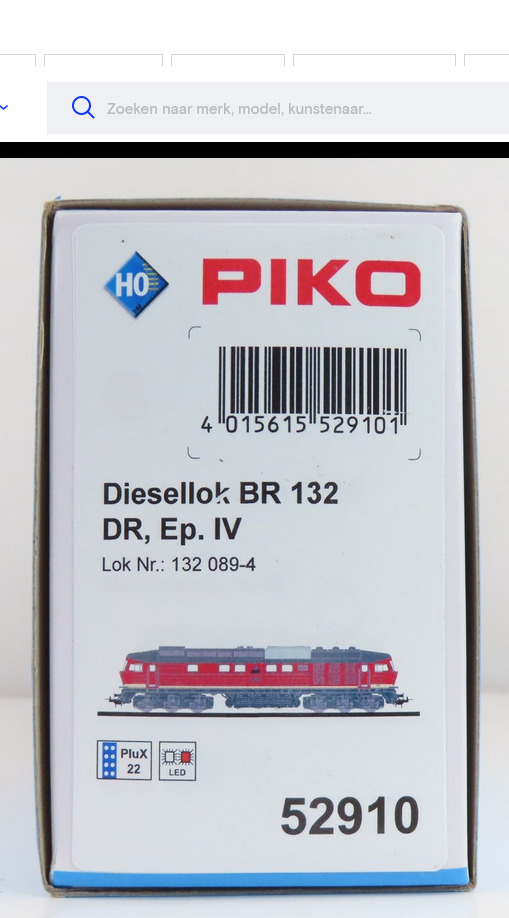 Zoeken naar merk, model, kunstenaar...
H0
PIKO
4 015615 529101
Diesellok BR 132
DR, Ep. IV
Lok Nr.: 132 089-4
PluX
22
LED
52910